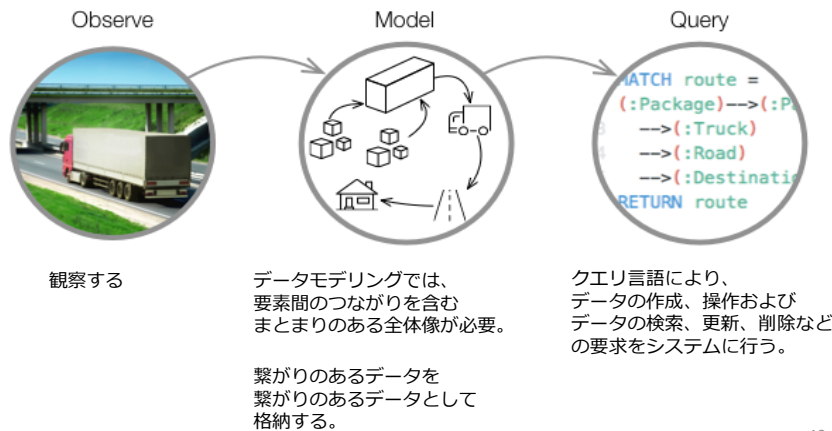 Observe
Model
Query
MATCH route =
(:Package)-->(:P
-->(:Truck)
-->(:Road)
-->(:Destinatio
RETURN route
観察する
データモデリングでは、
要素間のつながりを含む
まとまりのある全体像が必要。
繋がりのあるデータを
繋がりのあるデータとして
格納する。
クエリ言語により、
データの作成、操作および
データの検索、更新、削除など
の要求をシステムに行う。